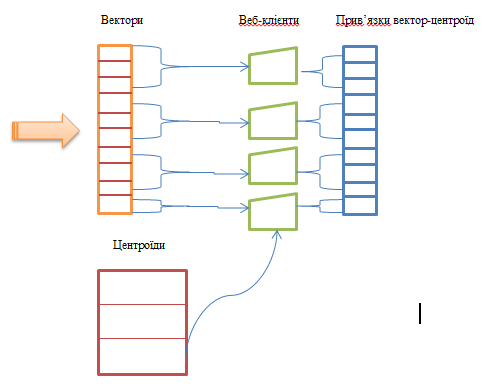 Вектори
Веб-клієнти
Прив’язки вектор-центроїд
Центроїди